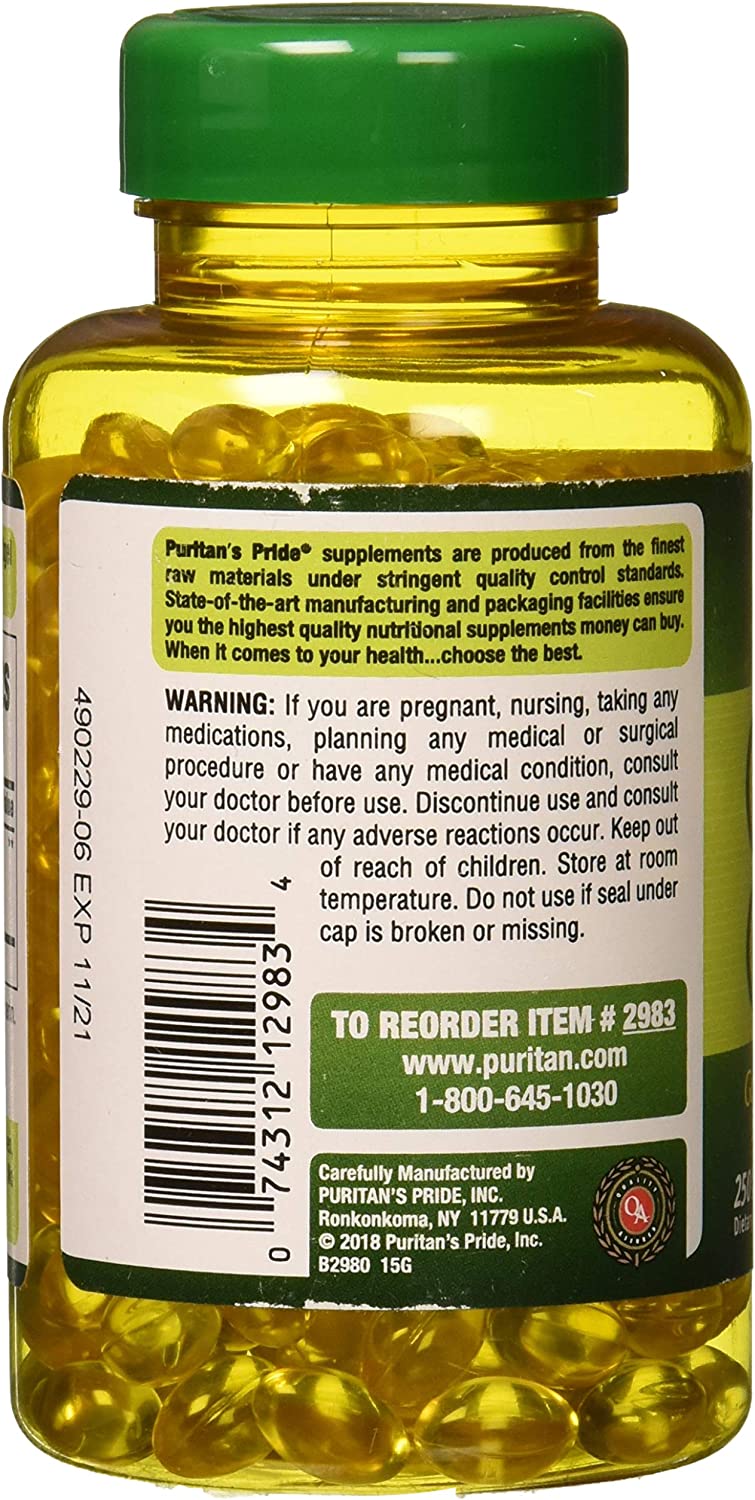 Puritan's Pride® supplements are produced from the finest
raw materials under stringent quality control standards.
State-of-the-art manufacturing and packaging facilities ensure
you the highest quality nutritional supplements money can buy.
When it comes to your health...choose the best.
WARNING: If you are pregnant, nursing, taking any
medications, planning any medical or surgical
procedure or have any medical condition, consult
your doctor before use. Discontinue use and consult
your doctor if any adverse reactions occur. Keep out
of reach of children. Store at room
temperature. Do not use if seal under
cap is broken or missing.
490229-06 EXP 11/21
0 74312 12983 4
TO REORDER ITEM # 2983
www.puritan.com
1-800-645-1030
Carefully Manufactured by
PURITAN'S PRIDE, INC.
Ronkonkoma, NY 11779 U.S.A.
© 2018 Puritan's Pride, Inc.
B2980 15G
QUALITY
QA
ASSURED